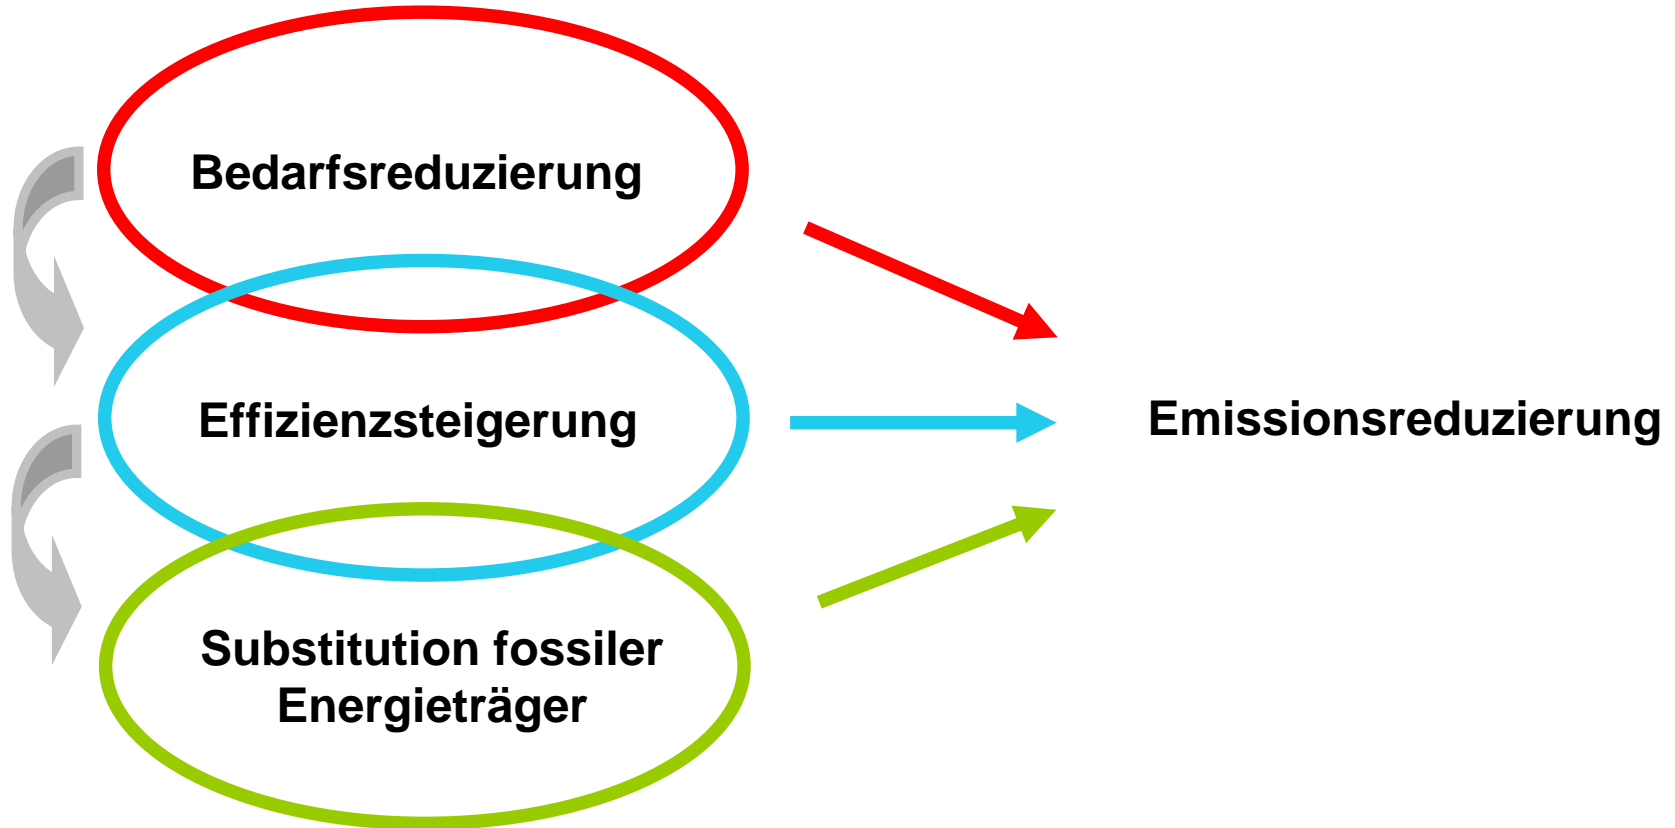 Bedarfsreduzierung
Effizienzsteigerung
Emissionsreduzierung
Substitution fossiler
Energieträger